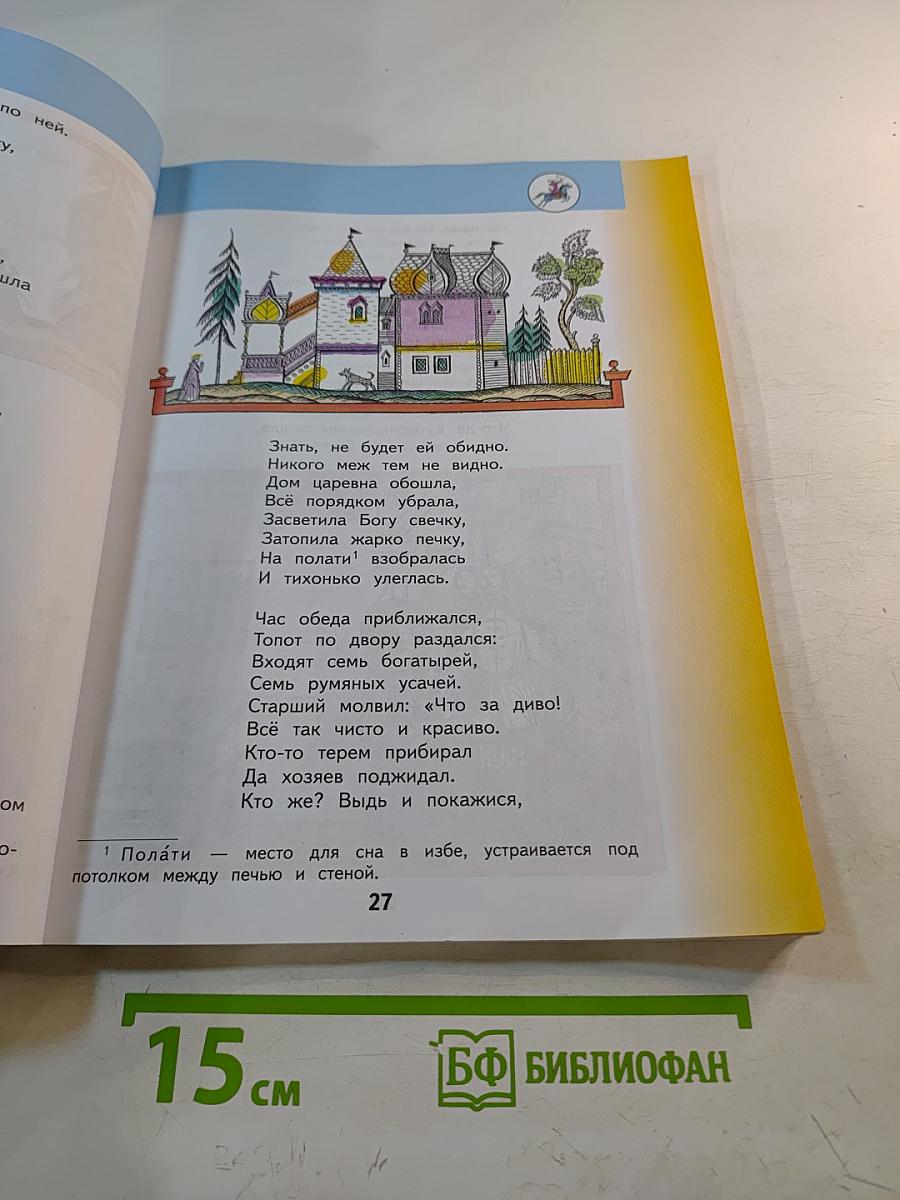 по ней.
шла
ом
Знать, не будет ей обидно.
Никого меж тем не видно.
Дом царевна обошла,
Всё порядком убрала,
Засветила Богу свечку,
Затопила жарко печку,
На полати¹ взобралась
И тихонько улеглась.
Час обеда приближался,
Топот по двору раздался:
Входят семь богатырей,
Семь румяных усачей.
Старший молвил: «Что за диво!
Всё так чисто и красиво.
Кто-то терем прибирал
Да хозяев поджидал.
Кто же? Выдь и покажися,
¹ Пола́ти — место для сна в избе, устраивается под
потолком между печью и стеной.
27
15 см
БФ БИБЛИОФАН